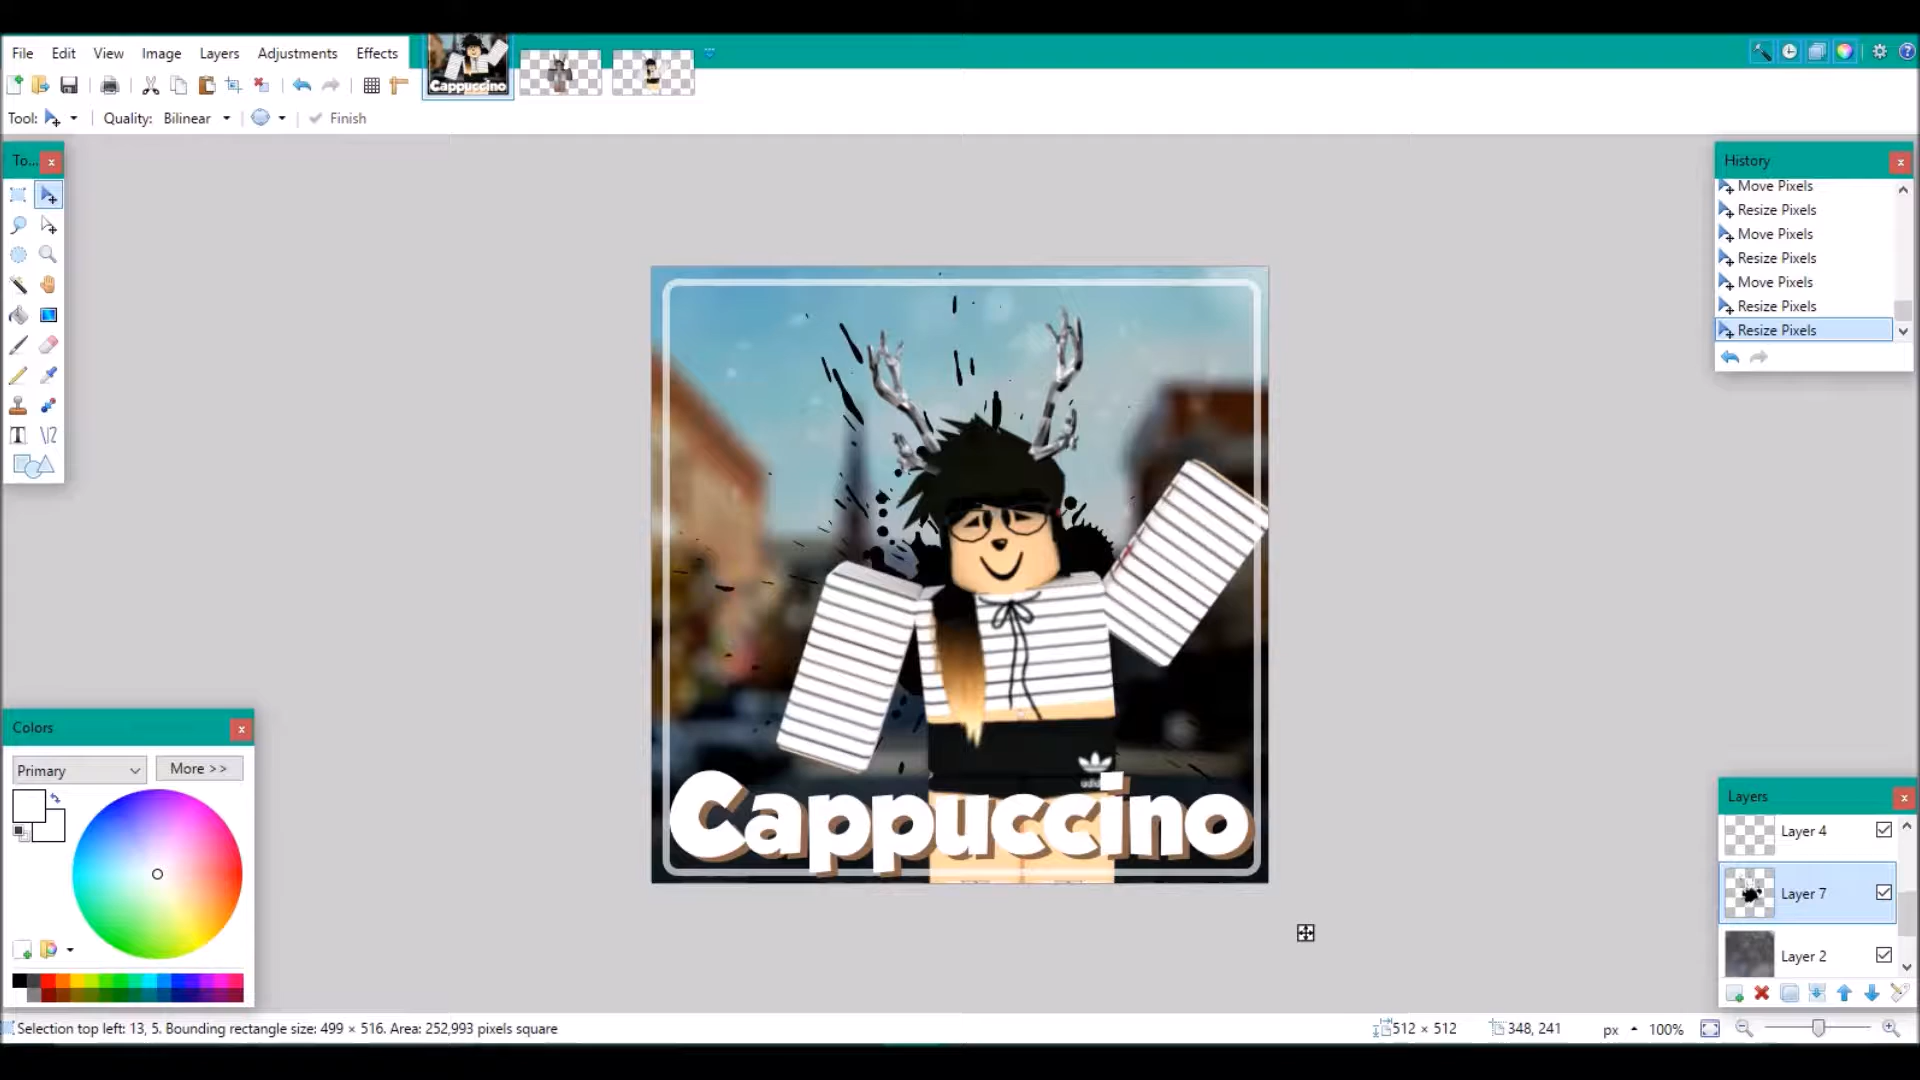 File Edit View Image Layers Adjustments Effects
Cappuccino
Tool: Quality: Bilinear Finish
To...
History
Move Pixels
Resize Pixels
Move Pixels
Resize Pixels
Move Pixels
Resize Pixels
Resize Pixels
Cappuccino
Colors
Primary More >>
Layers
Layer 4
Layer 7
Layer 2
Selection top left: 13, 5. Bounding rectangle size: 499 × 516. Area: 252,993 pixels square 512 × 512 348, 241 px 100%